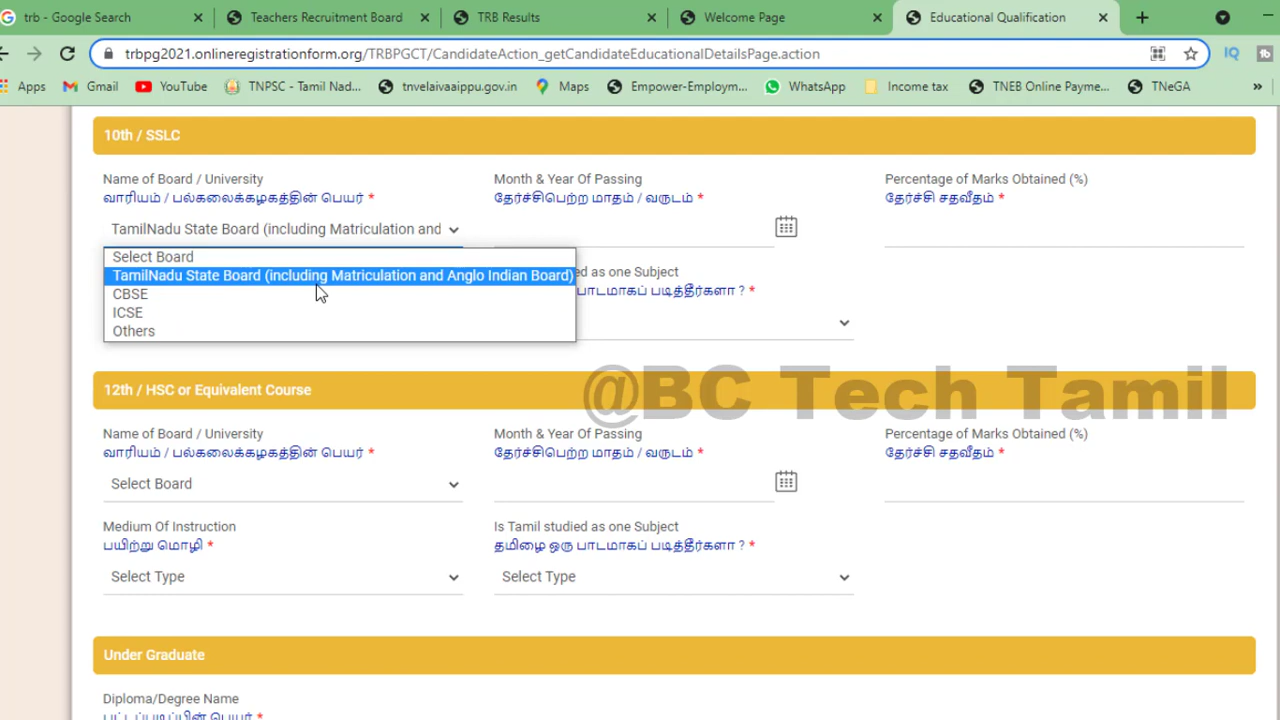 trb - Google Search
Teachers Recruitment Board
TRB Results
Welcome Page
Educational Qualification
trbpg2021.onlineregistrationform.org/TRBPGCT/CandidateAction_getCandidateEducationalDetailsPage.action
IQ
tb
Apps
Gmail
YouTube
TNPSC - Tamil Nad...
tnvelaivaaippu.gov.in
Maps
Empower-Employm...
WhatsApp
Income tax
TNEB Online Payme...
TNeGA
»
10th / SSLC
Name of Board / University
வாரியம் / பல்கலைக்கழகத்தின் பெயர் *
Month & Year Of Passing
தேர்ச்சிபெற்ற மாதம் / வருடம் *
Percentage of Marks Obtained (%)
தேர்ச்சி சதவீதம் *
TamilNadu State Board (including Matriculation and
Select Board
TamilNadu State Board (including Matriculation and Anglo Indian Board)
CBSE
ICSE
Others
ed as one Subject
பாடமாகப் படித்தீர்களா ? *
12th / HSC or Equivalent Course
@BC Tech Tamil
Name of Board / University
வாரியம் / பல்கலைக்கழகத்தின் பெயர் *
Month & Year Of Passing
தேர்ச்சிபெற்ற மாதம் / வருடம் *
Percentage of Marks Obtained (%)
தேர்ச்சி சதவீதம் *
Select Board
Medium Of Instruction
பயிற்று மொழி *
Is Tamil studied as one Subject
தமிழை ஒரு பாடமாகப் படித்தீர்களா ? *
Select Type
Select Type
Under Graduate
Diploma/Degree Name
பட்டப்படிப்பின் பெயர் *